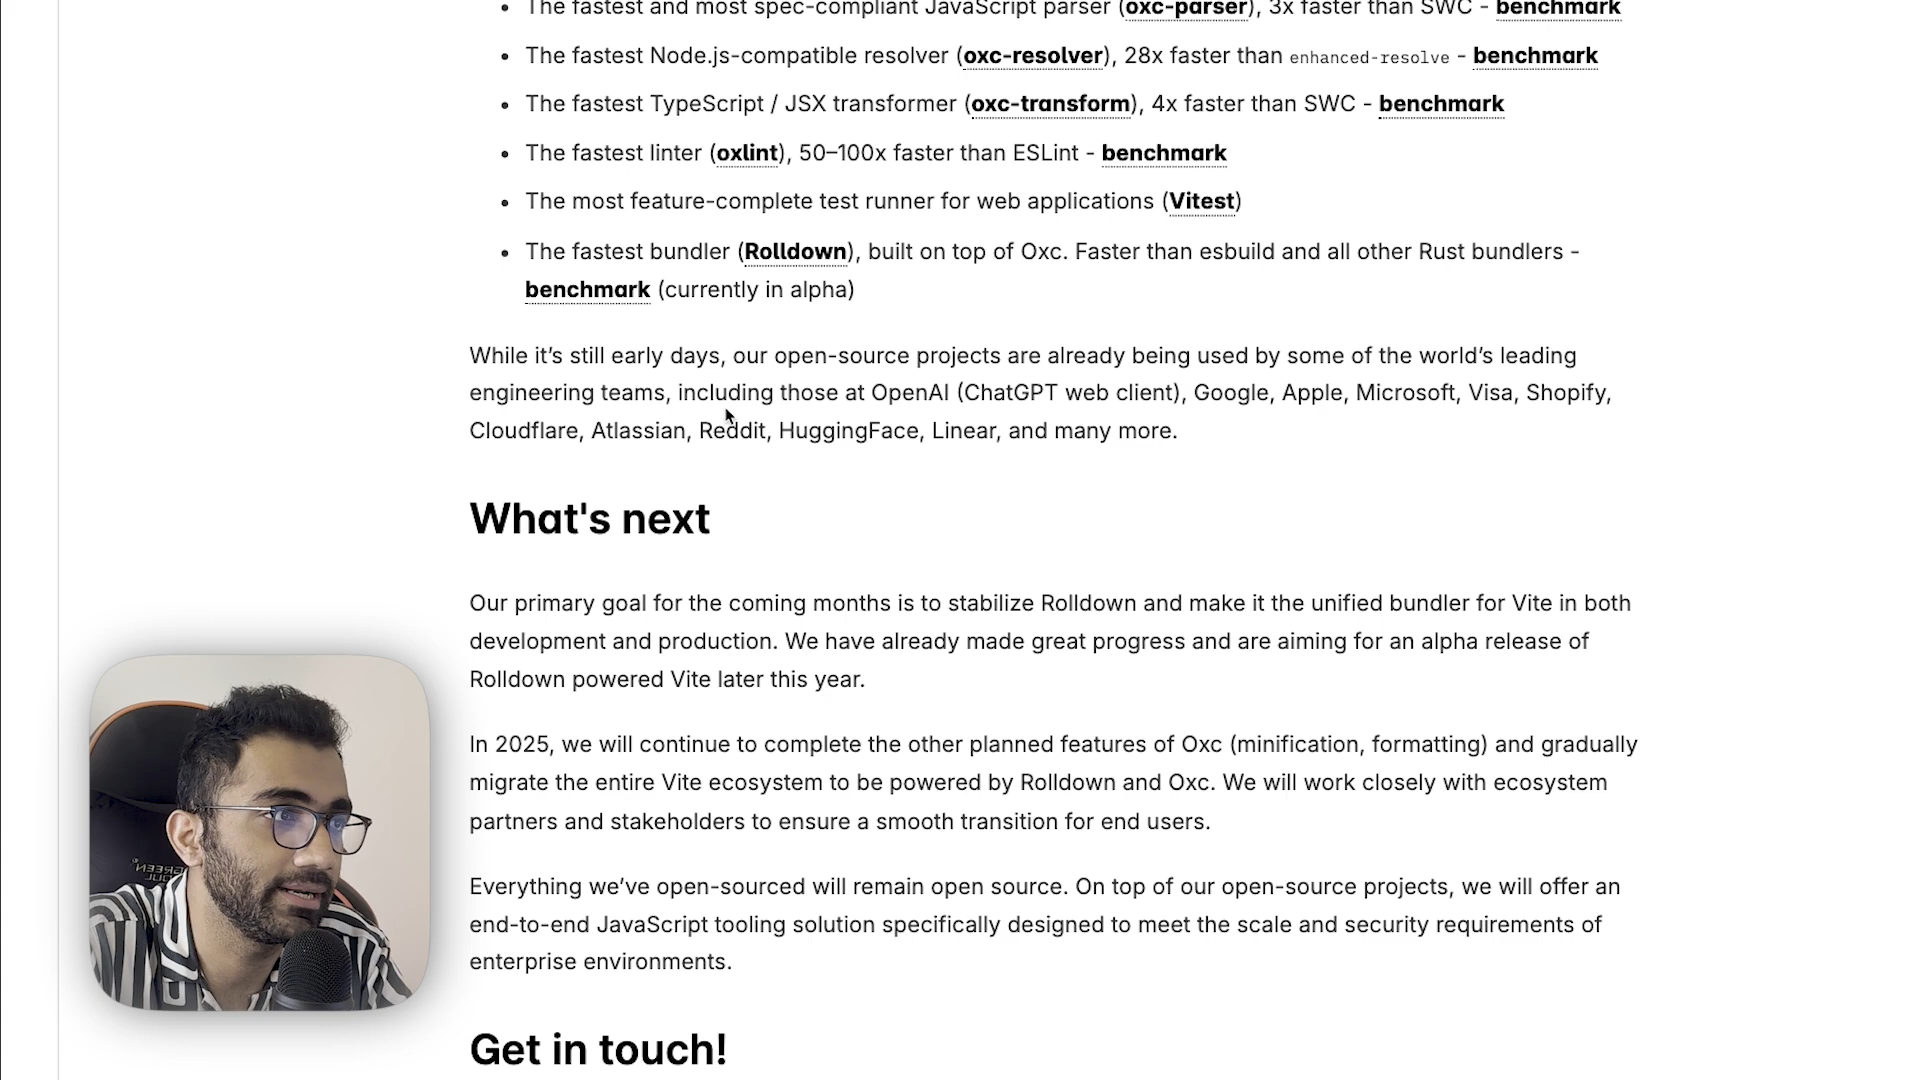 The fastest and most spec-compliant JavaScript parser (oxc-parser), 3x faster than SWC - benchmark
The fastest Node.js-compatible resolver (oxc-resolver), 28x faster than enhanced-resolve - benchmark
The fastest TypeScript / JSX transformer (oxc-transform), 4x faster than SWC - benchmark
The fastest linter (oxlint), 50–100x faster than ESLint - benchmark
The most feature-complete test runner for web applications (Vitest)
The fastest bundler (Rolldown), built on top of Oxc. Faster than esbuild and all other Rust bundlers -
benchmark (currently in alpha)
While it’s still early days, our open-source projects are already being used by some of the world’s leading
engineering teams, including those at OpenAI (ChatGPT web client), Google, Apple, Microsoft, Visa, Shopify,
Cloudflare, Atlassian, Reddit, HuggingFace, Linear, and many more.
What's next
Our primary goal for the coming months is to stabilize Rolldown and make it the unified bundler for Vite in both
development and production. We have already made great progress and are aiming for an alpha release of
Rolldown powered Vite later this year.
In 2025, we will continue to complete the other planned features of Oxc (minification, formatting) and gradually
migrate the entire Vite ecosystem to be powered by Rolldown and Oxc. We will work closely with ecosystem
partners and stakeholders to ensure a smooth transition for end users.
Everything we’ve open-sourced will remain open source. On top of our open-source projects, we will offer an
end-to-end JavaScript tooling solution specifically designed to meet the scale and security requirements of
enterprise environments.
Get in touch!